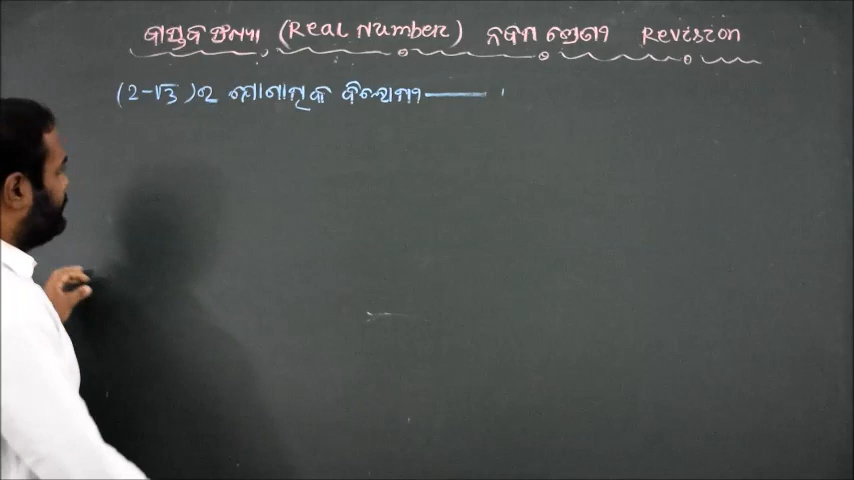 ବାସ୍ତବ ସଂଖ୍ୟା (Real Number) ନବମ ଶ୍ରେଣୀ Revision
(2-√3)ର ଯୋଗାତ୍ମକ ବିଲୋମୀ —— ।